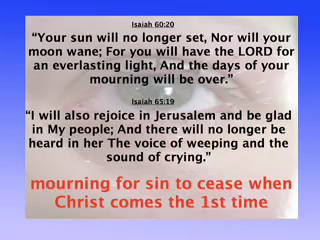 Isaiah 60:20
“Your sun will no longer set, Nor will your
moon wane; For you will have the LORD for
an everlasting light, And the days of your
mourning will be over.”
Isaiah 65:19
“I will also rejoice in Jerusalem and be glad
in My people; And there will no longer be
heard in her The voice of weeping and the
sound of crying.”
mourning for sin to cease when
Christ comes the 1st time